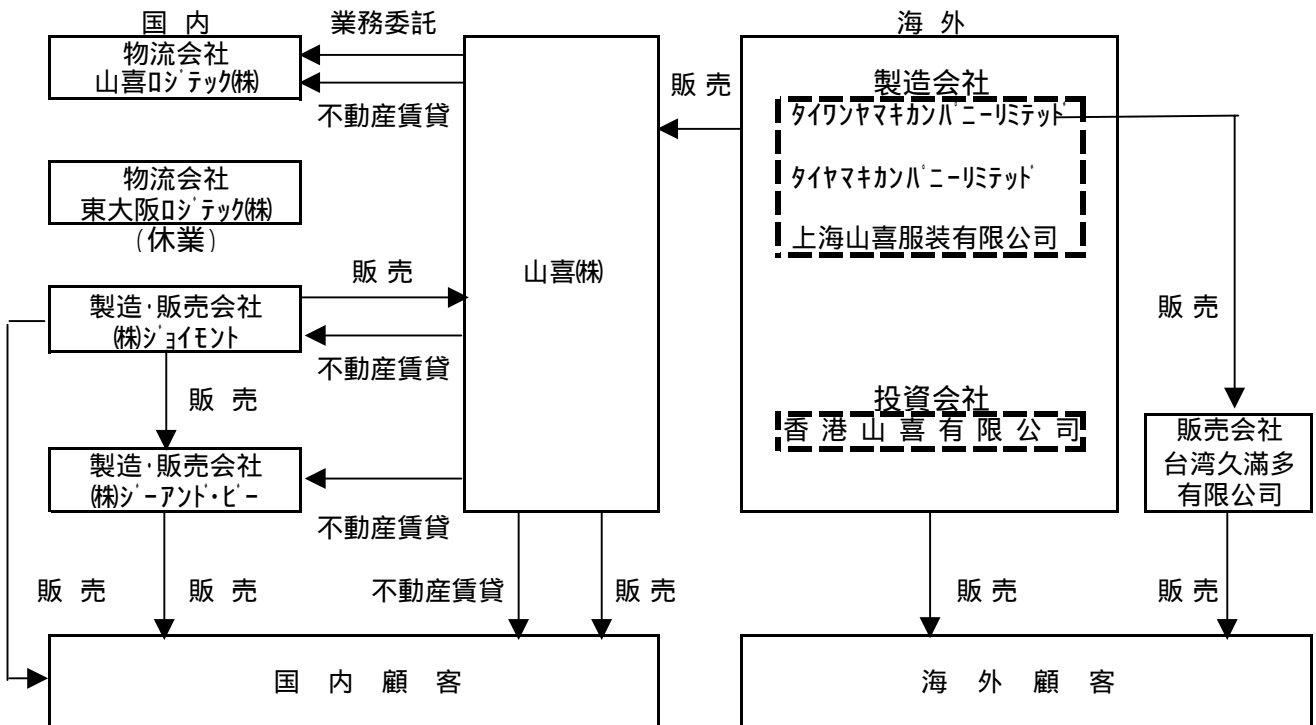 国 内
業務委託
海 外
物流会社
山喜ﾛｼﾞﾃｯｸ㈱
不動産賃貸
販 売
製造会社
ﾀｲﾜﾝﾔﾏｷｶﾝﾊﾟﾆｰﾘﾐﾃｯﾄﾞ
ﾀｲﾔﾏｷｶﾝﾊﾟﾆｰﾘﾐﾃｯﾄﾞ
上海山喜服装有限公司
物流会社
東大阪ﾛｼﾞﾃｯｸ㈱
(休業)
販 売
山喜㈱
製造･販売会社
㈱ｼﾞｮｲﾓﾝﾄ
不動産賃貸
販 売
販 売
投資会社
香 港 山 喜 有 限 公 司
製造･販売会社
㈱ｼﾞｰｱﾝﾄﾞ･ﾋﾞｰ
不動産賃貸
販売会社
台湾久滿多
有限公司
販 売
販 売
不動産賃貸
販 売
販 売
販 売
国 内 顧 客
海 外 顧 客